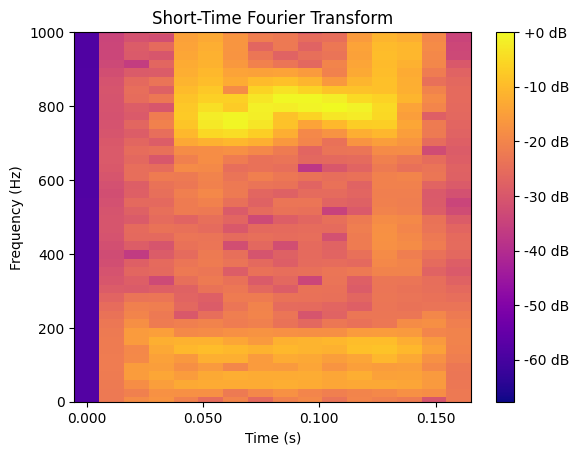 Short-Time Fourier Transform
1000
800
600
400
200
0
Frequency (Hz)
0.000
0.050
0.100
0.150
Time (s)
+0 dB
-10 dB
-20 dB
-30 dB
-40 dB
-50 dB
-60 dB